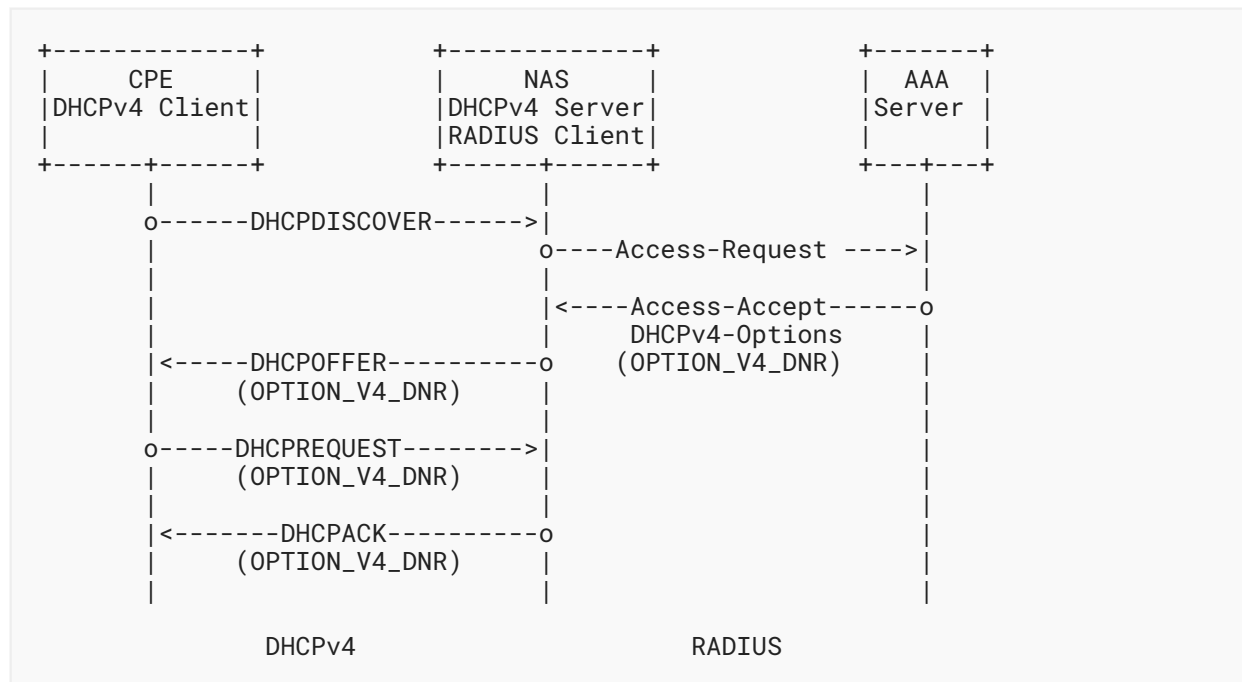 +-------------+             +-------------+               +-------+
|     CPE     |             |     NAS     |               |  AAA  |
|DHCPv4 Client|             |DHCPv4 Server|               |Server |
|             |             |RADIUS Client|               |       |
+------+------+             +------+------+               +---+---+
       |                          |                         |
       o------DHCPDISCOVER------>|                         |
       |                          o----Access-Request ---->|
       |                          |                         |
       |                          |<----Access-Accept------o
       |                          |     DHCPv4-Options      |
       |<-----DHCPOFFER----------o    (OPTION_V4_DNR)      |
       |     (OPTION_V4_DNR)      |                         |
       |                          |                         |
       o-----DHCPREQUEST-------->|                         |
       |     (OPTION_V4_DNR)      |                         |
       |                          |                         |
       |<-------DHCPACK----------o                         |
       |     (OPTION_V4_DNR)      |                         |
       |                          |                         |
               DHCPv4                      RADIUS